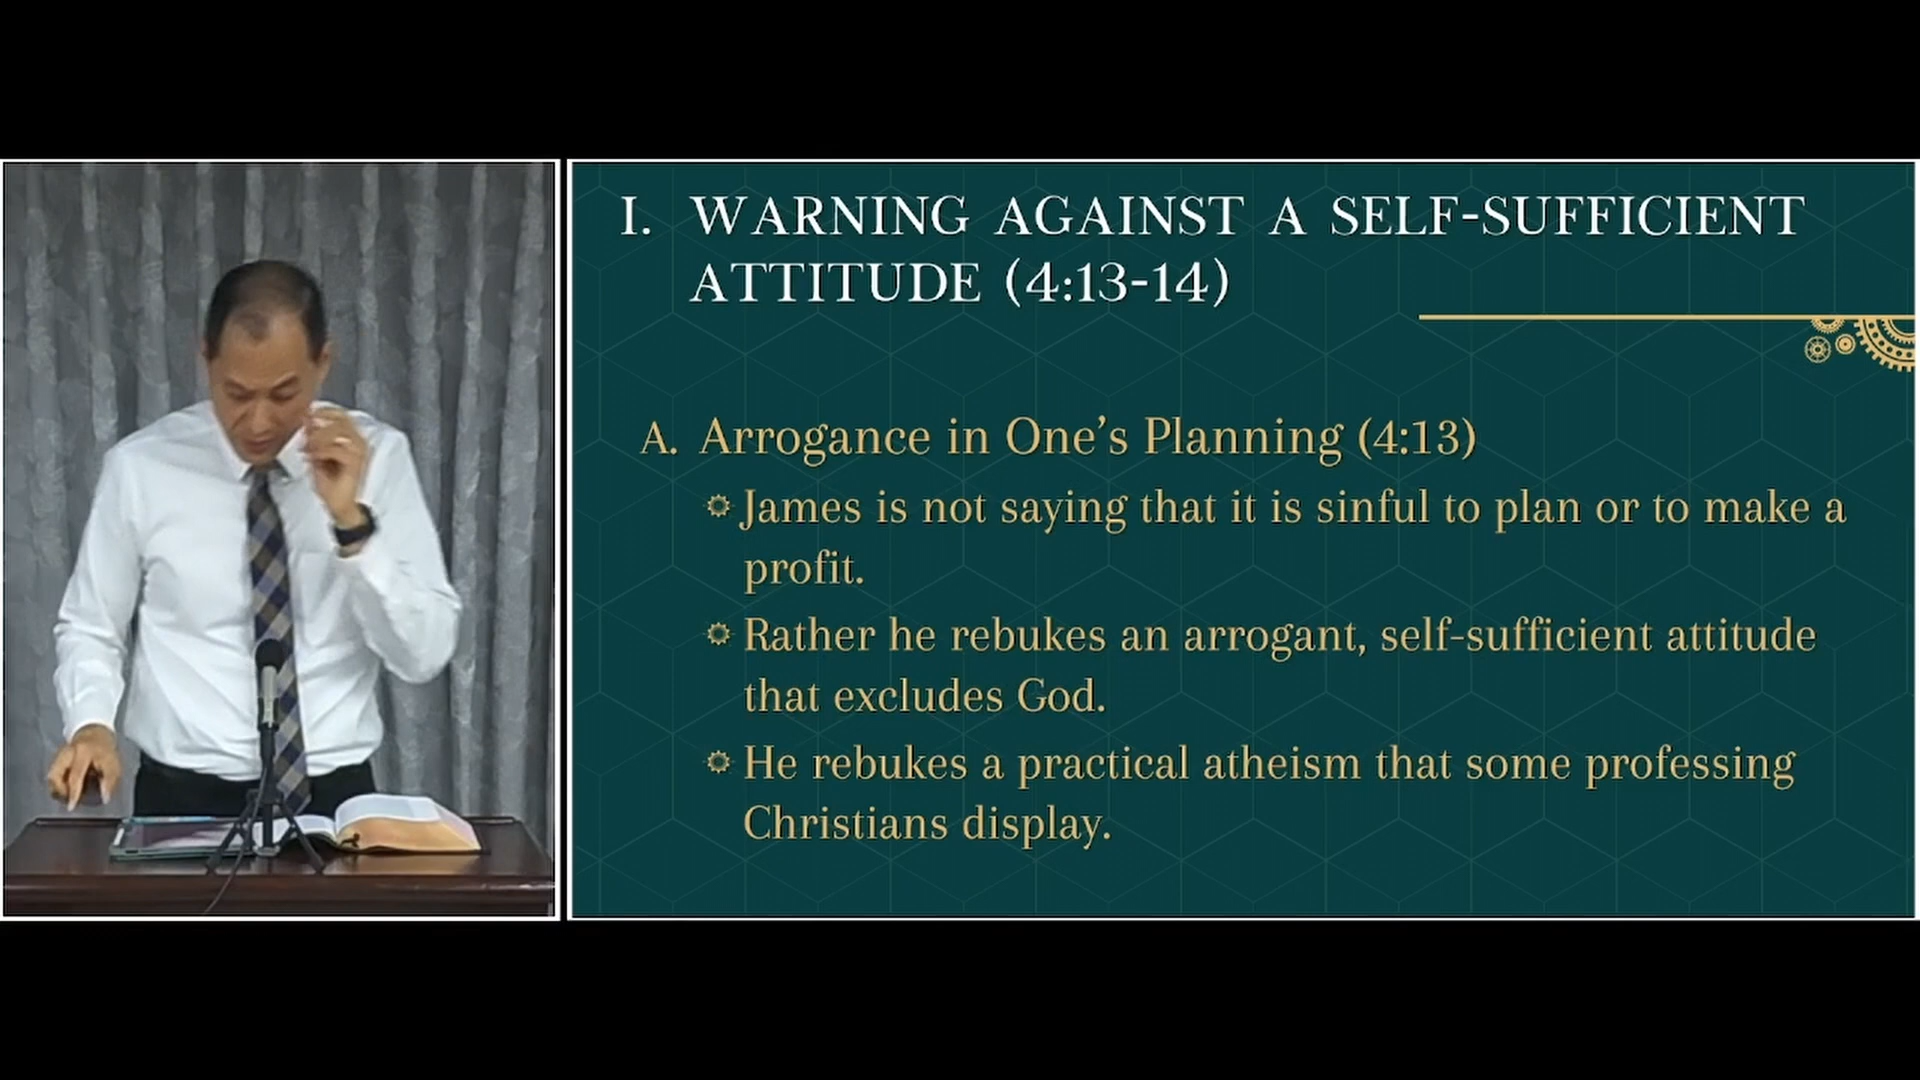 I. WARNING AGAINST A SELF-SUFFICIENT
ATTITUDE (4:13-14)
A. Arrogance in One’s Planning (4:13)
James is not saying that it is sinful to plan or to make a
profit.
Rather he rebukes an arrogant, self-sufficient attitude
that excludes God.
He rebukes a practical atheism that some professing
Christians display.